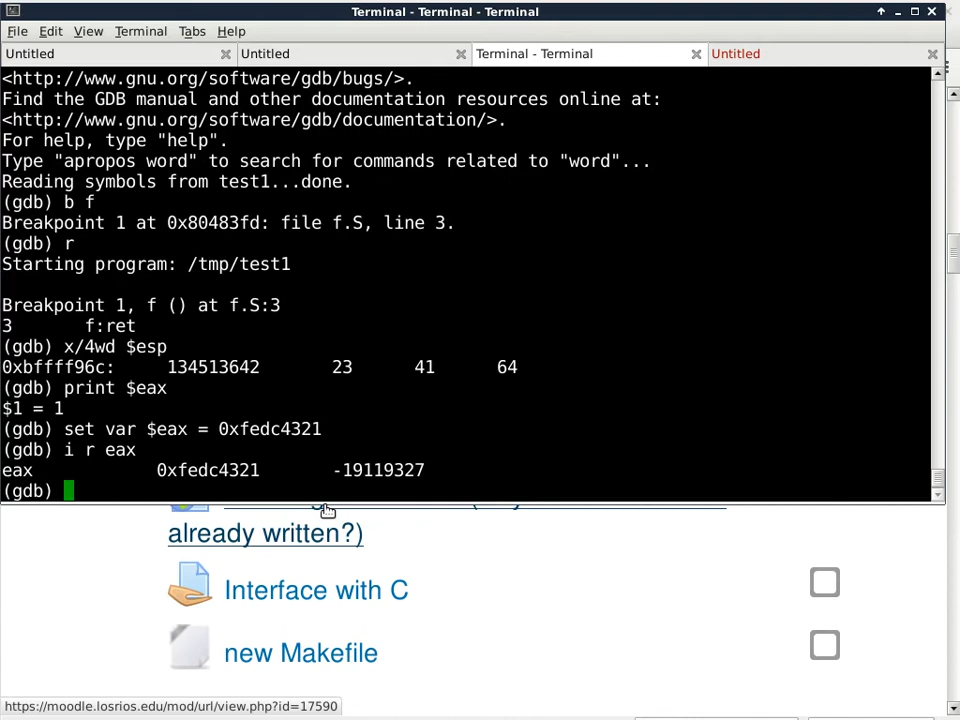 Terminal - Terminal - Terminal
File Edit View Terminal Tabs Help
Untitled Untitled Terminal - Terminal Untitled
<http://www.gnu.org/software/gdb/bugs/>.
Find the GDB manual and other documentation resources online at:
<http://www.gnu.org/software/gdb/documentation/>.
For help, type "help".
Type "apropos word" to search for commands related to "word"...
Reading symbols from test1...done.
(gdb) b f
Breakpoint 1 at 0x80483fd: file f.S, line 3.
(gdb) r
Starting program: /tmp/test1
Breakpoint 1, f () at f.S:3
3 f:ret
(gdb) x/4wd $esp
0xbffff96c: 134513642 23 41 64
(gdb) print $eax
$1 = 1
(gdb) set var $eax = 0xfedc4321
(gdb) i r eax
eax 0xfedc4321 -19119327
(gdb)
already written?)
Interface with C
new Makefile
https://moodle.losrios.edu/mod/url/view.php?id=17590